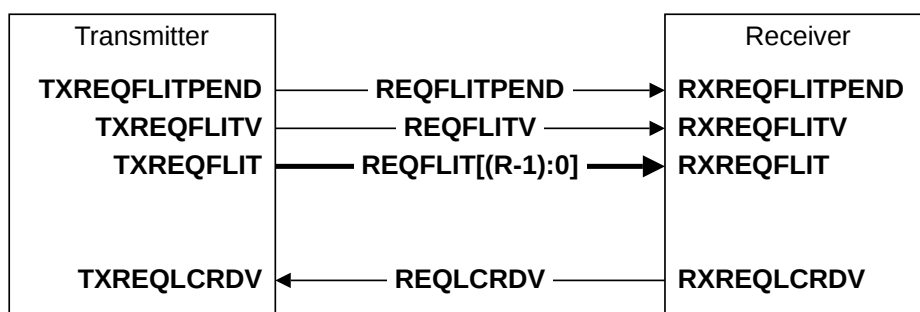 Transmitter Receiver
TXREQFLITPEND REQFLITPEND RXREQFLITPEND
TXREQFLITV REQFLITV RXREQFLITV
TXREQFLIT REQFLIT[(R-1):0] RXREQFLIT
TXREQLCRDV REQLCRDV RXREQLCRDV